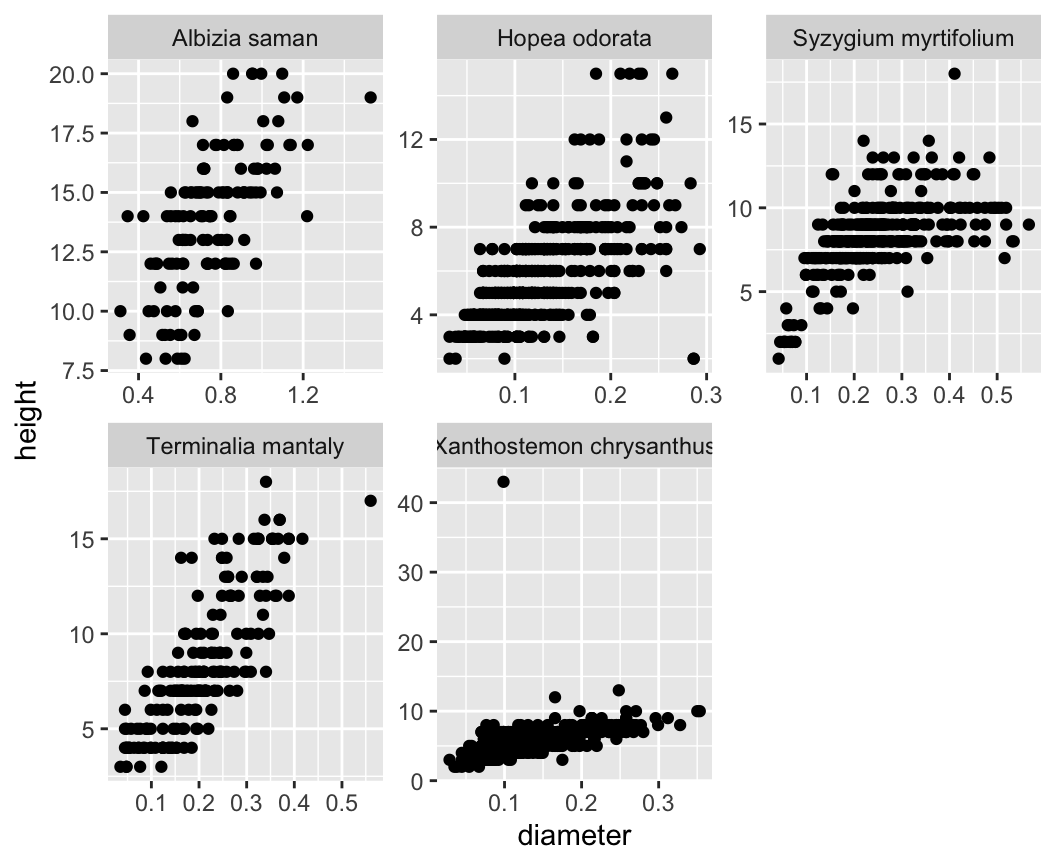 Albizia saman
Hopea odorata
Syzygium myrtifolium
20.0
17.5
15.0
12.5
10.0
7.5
12
8
4
15
10
5
0.4 0.8 1.2
0.1 0.2 0.3
0.1 0.2 0.3 0.4 0.5
height
Terminalia mantaly
Xanthostemon chrysanthus
15
10
5
40
30
20
10
0
0.1 0.2 0.3 0.4 0.5
0.1 0.2 0.3
diameter